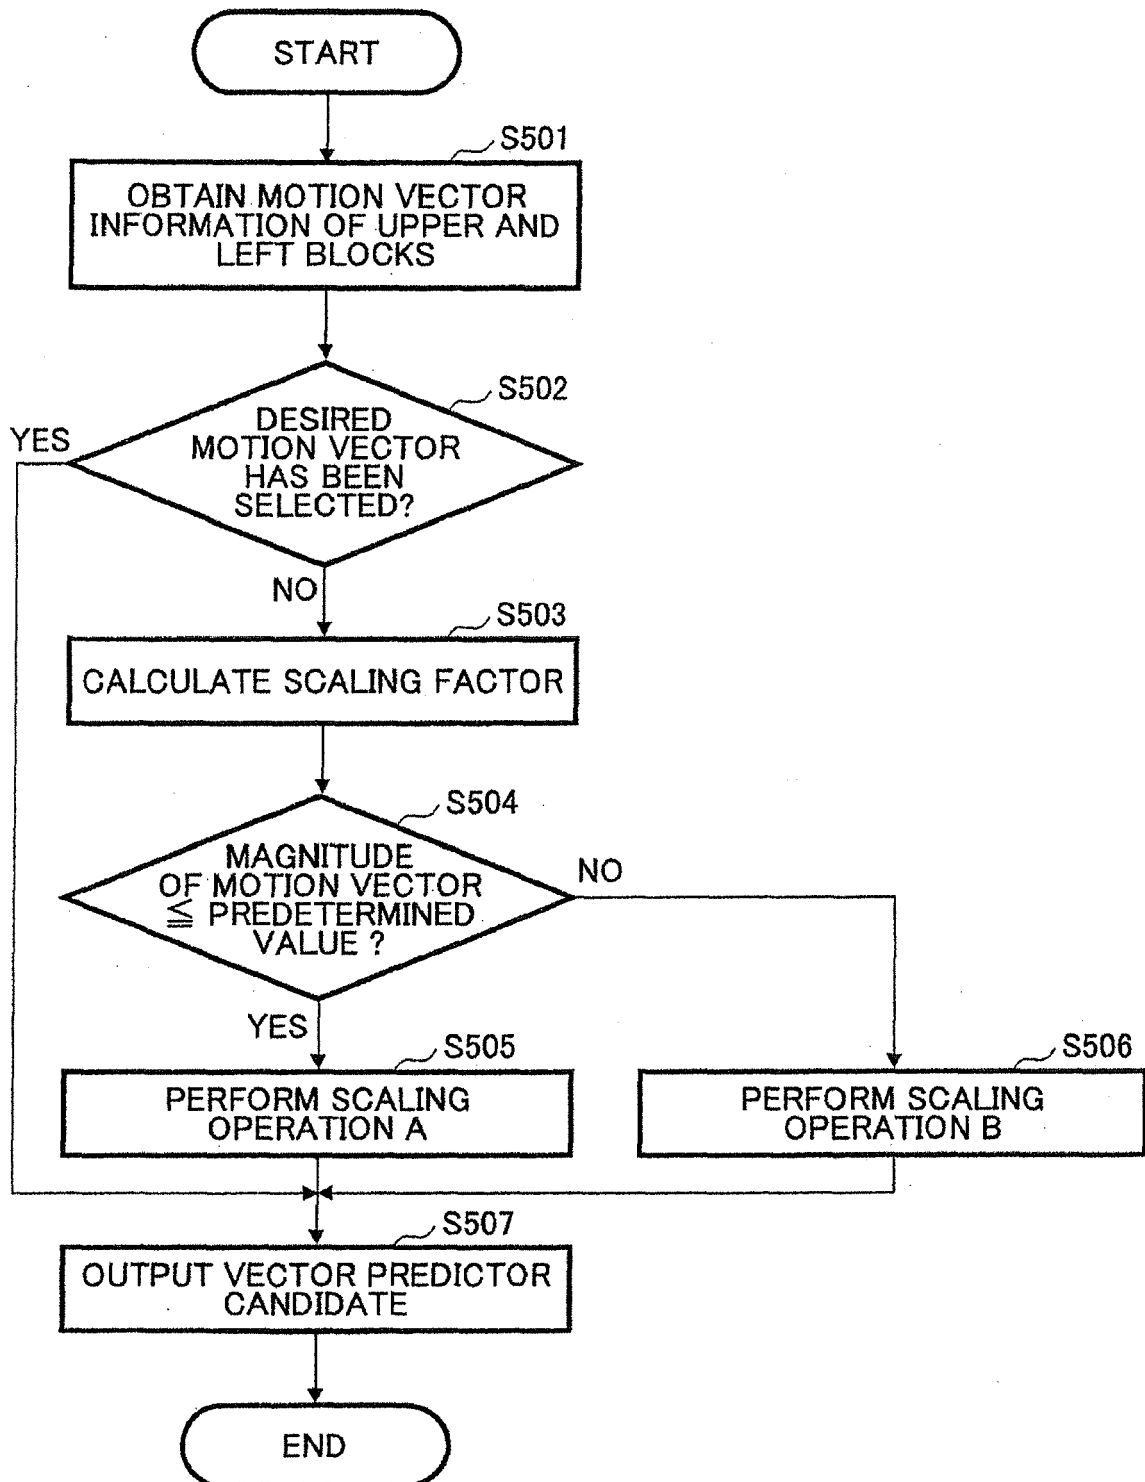 START
S501
OBTAIN MOTION VECTOR
INFORMATION OF UPPER AND
LEFT BLOCKS
S502
DESIRED
MOTION VECTOR
HAS BEEN
SELECTED?
YES
NO
S503
CALCULATE SCALING FACTOR
S504
MAGNITUDE
OF MOTION VECTOR
≦ PREDETERMINED
VALUE ?
NO
YES
S505
PERFORM SCALING
OPERATION A
S506
PERFORM SCALING
OPERATION B
S507
OUTPUT VECTOR PREDICTOR
CANDIDATE
END